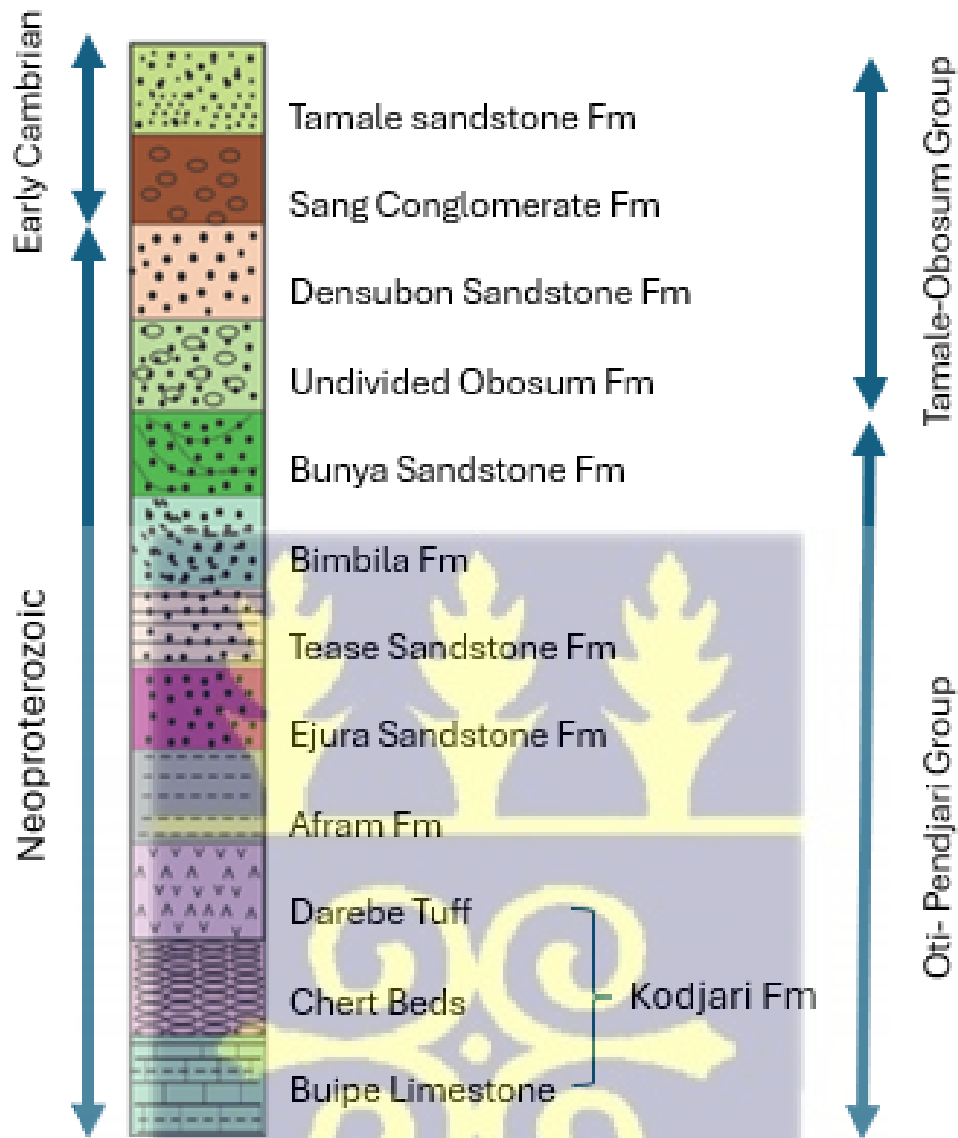 Early Cambrian
Neoproterozoic
Tamale sandstone Fm
Sang Conglomerate Fm
Densubon Sandstone Fm
Undivided Obosum Fm
Bunya Sandstone Fm
Bimbila Fm
Tease Sandstone Fm
Ejura Sandstone Fm
Afram Fm
Darebe Tuff
Chert Beds
Buipe Limestone
Kodjari Fm
Tamale-Obosum Group
Oti- Pendjari Group